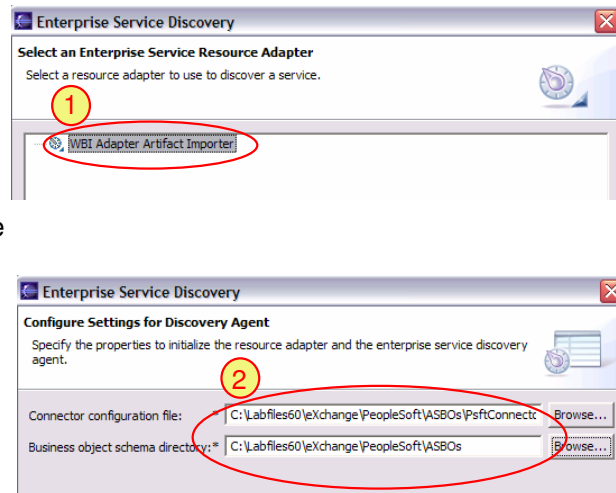 Enterprise Service Discovery
Select an Enterprise Service Resource Adapter
Select a resource adapter to use to discover a service.
1
WBI Adapter Artifact Importer
e
Enterprise Service Discovery
Configure Settings for Discovery Agent
Specify the properties to initialize the resource adapter and the enterprise service discovery
agent.
2
Connector configuration file: * C:\Labfiles60\eXchange\PeopleSoft\ASBOs\PsftConnectc Browse...
Business object schema directory:* C:\Labfiles60\eXchange\PeopleSoft\ASBOs Browse...